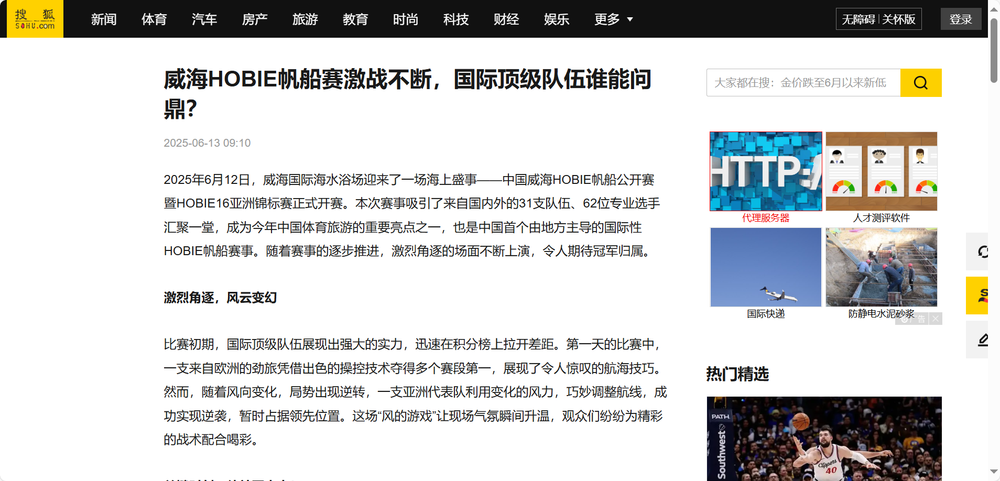 搜狐
SOHU.com
新闻 体育 汽车 房产 旅游 教育 时尚 科技 财经 娱乐 更多
无障碍 关怀版
登录
威海HOBIE帆船赛激战不断，国际顶级队伍谁能问
鼎？
2025-06-13 09:10
2025年6月12日，威海国际海水浴场迎来了一场海上盛事——中国威海HOBIE帆船公开赛
暨HOBIE16亚洲锦标赛正式开赛。本次赛事吸引了来自国内外的31支队伍、62位专业选手
汇聚一堂，成为今年中国体育旅游的重要亮点之一，也是中国首个由地方主导的国际性
HOBIE帆船赛事。随着赛事的逐步推进，激烈角逐的场面不断上演，令人期待冠军归属。
激烈角逐，风云变幻
比赛初期，国际顶级队伍展现出强大的实力，迅速在积分榜上拉开差距。第一天的比赛中，
一支来自欧洲的劲旅凭借出色的操控技术夺得多个赛段第一，展现了令人惊叹的航海技巧。
然而，随着风向变化，局势出现逆转，一支亚洲代表队利用变化的风力，巧妙调整航线，成
功实现逆袭，暂时占据领先位置。这场“风的游戏”让现场气氛瞬间升温，观众们纷纷为精彩
的战术配合喝彩。
大家都在搜：金价跌至6月以来新低
HTTP:/
代理服务器
人才测评软件
国际快递
防静电水泥砂浆
广告
热门精选
PATH
Southwest
Clippers
40